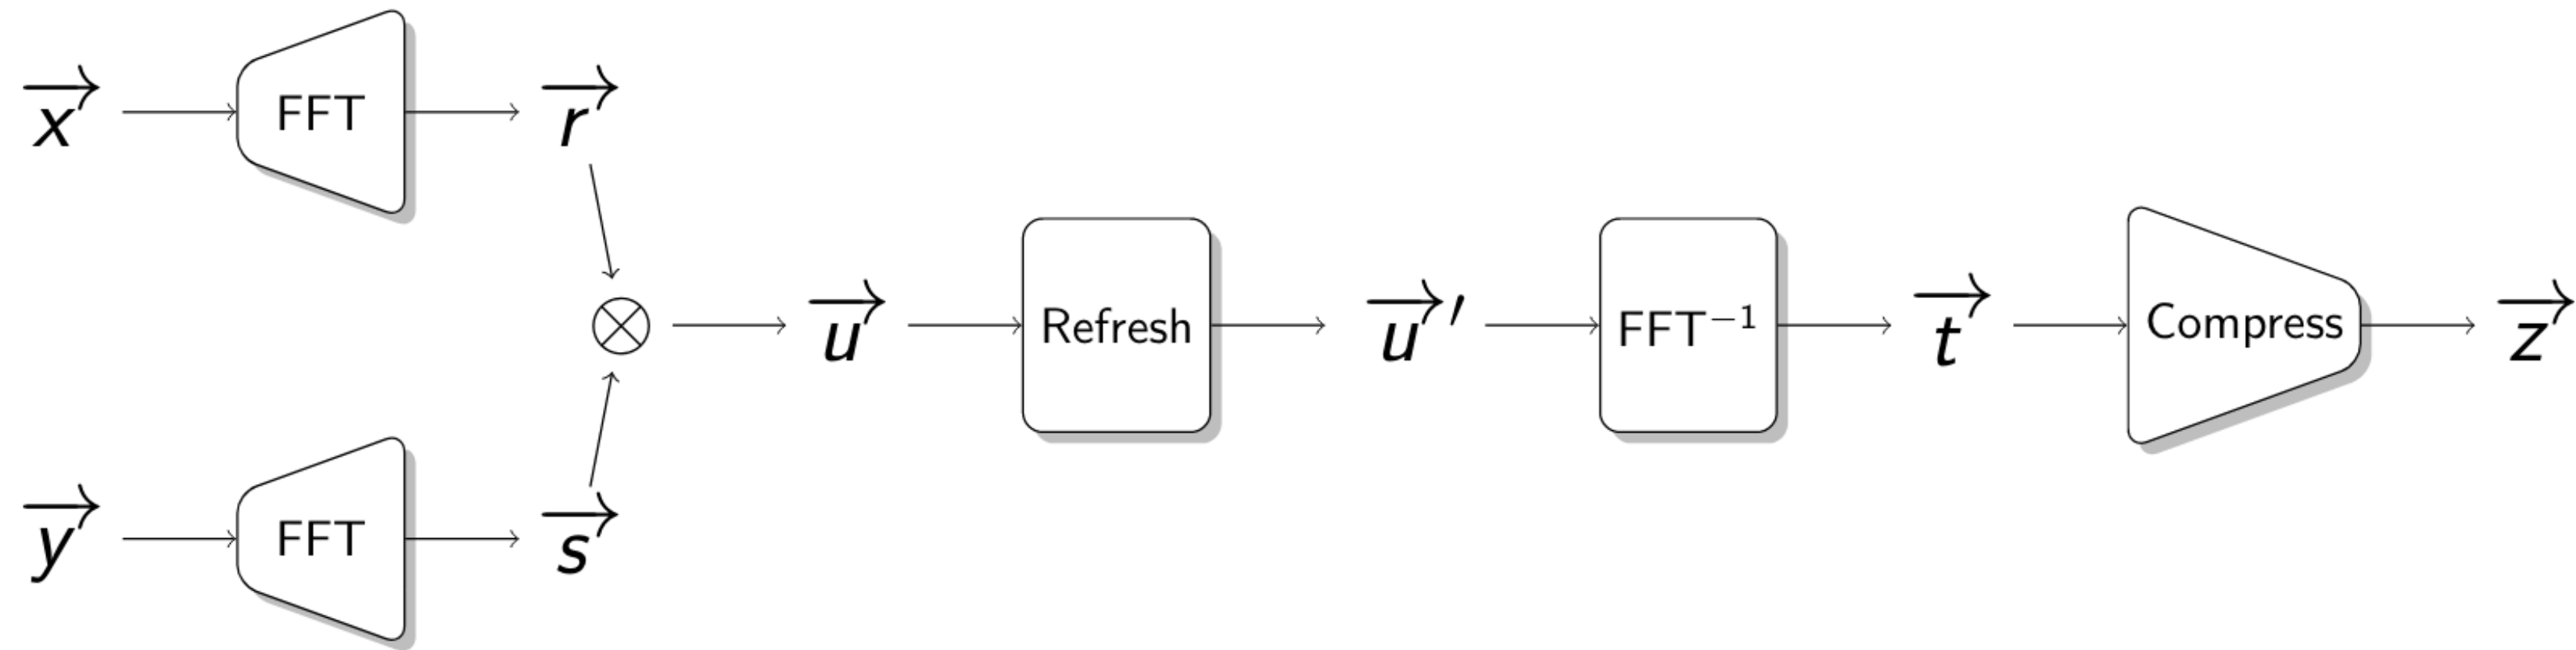 x⃗ FFT r⃗
⊗ u⃗ Refresh u⃗′ FFT⁻¹ t⃗ Compress z⃗
y⃗ FFT s⃗